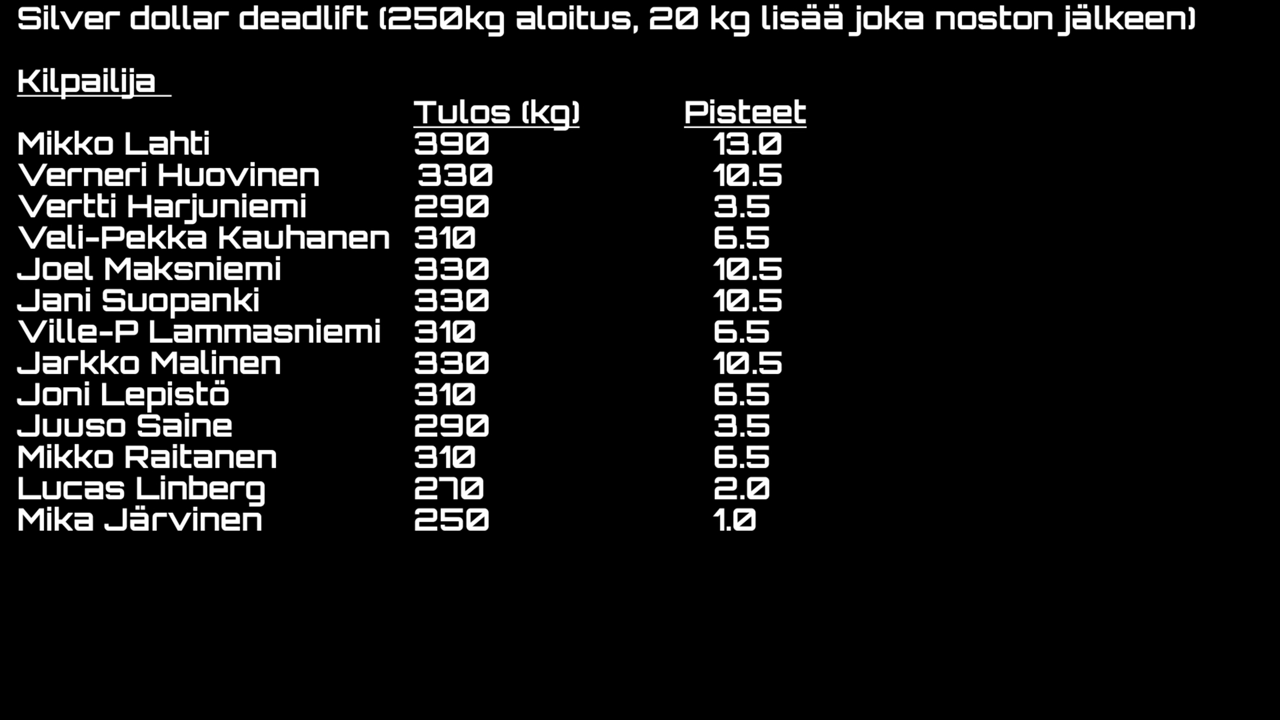 Silver dollar deadlift (250kg aloitus, 20 kg lisää joka noston jälkeen)
Kilpailija
Tulos (kg) Pisteet
Mikko Lahti 390 13.0
Verneri Huovinen 330 10.5
Vertti Harjuniemi 290 3.5
Veli-Pekka Kauhanen 310 6.5
Joel Maksniemi 330 10.5
Jani Suopanki 330 10.5
Ville-P Lammasniemi 310 6.5
Jarkko Malinen 330 10.5
Joni Lepistö 310 6.5
Juuso Saine 290 3.5
Mikko Raitanen 310 6.5
Lucas Linberg 270 2.0
Mika Järvinen 250 1.0